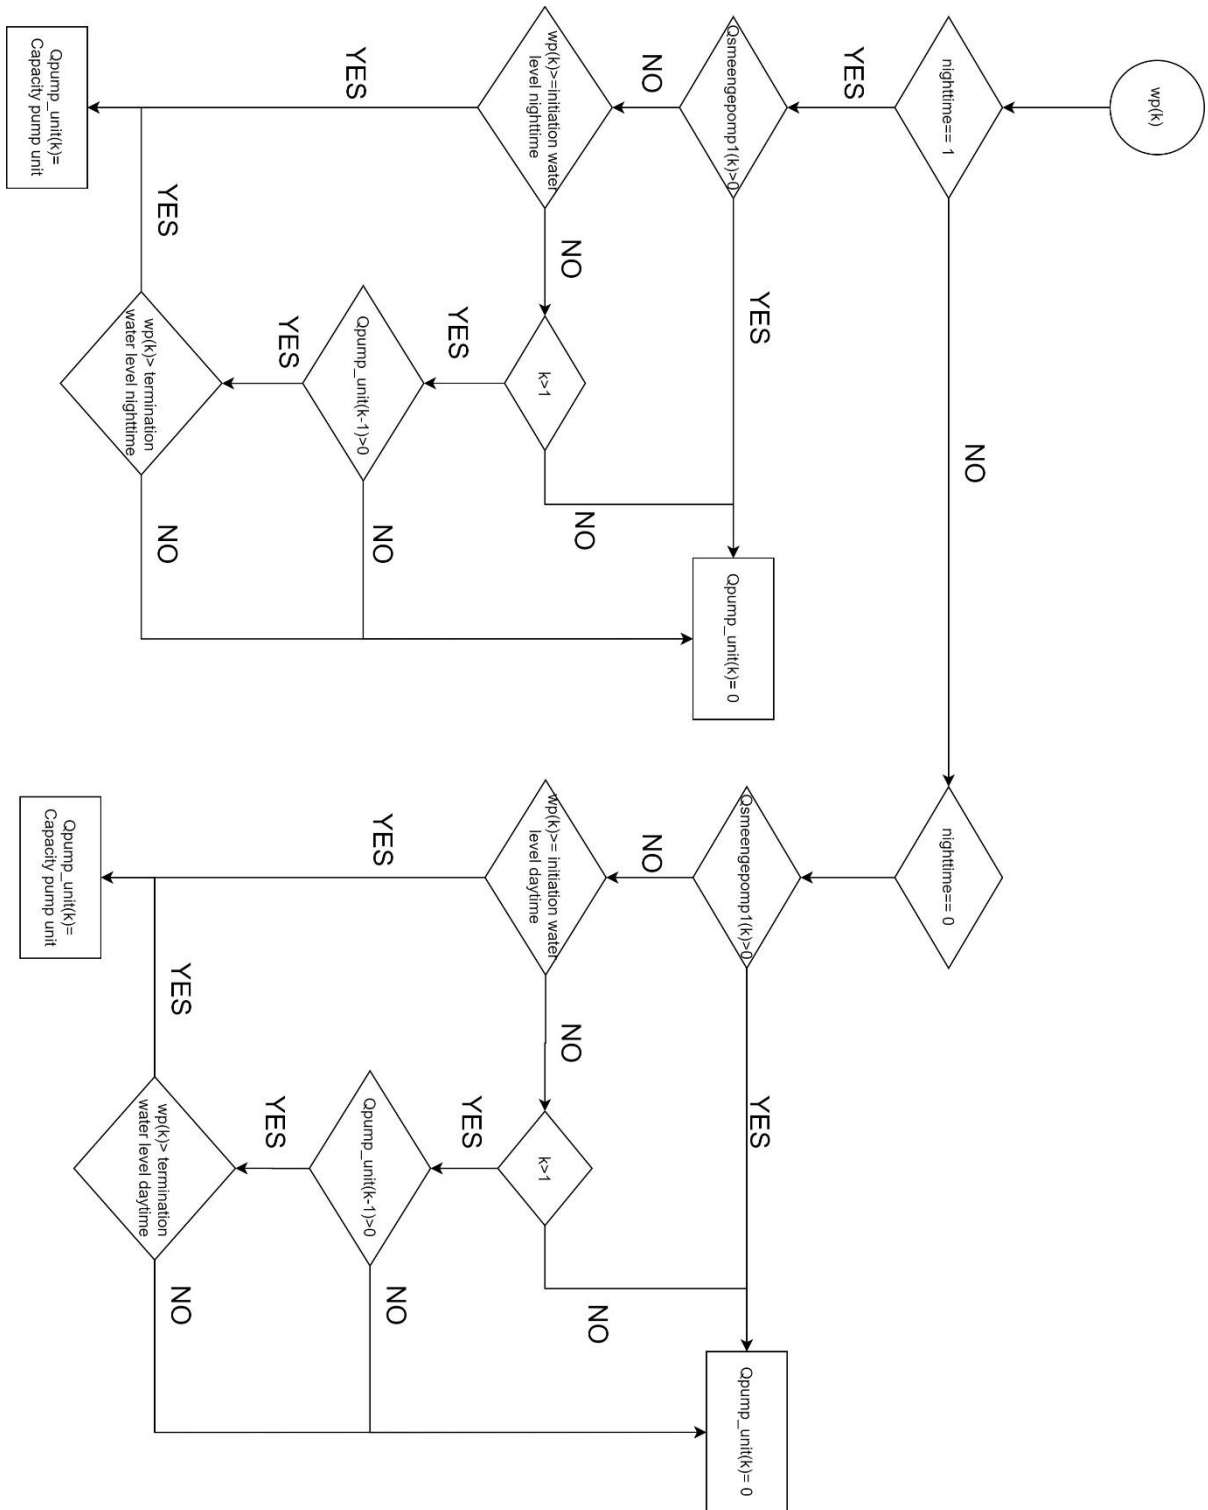 wp(k)
nighttime== 1
NO
nighttime== 0
YES
Qsmeengepomp1(k)>0
YES
Qsmeengepomp1(k)>0
YES
NO
NO
wp(k)>=initiation water
level nighttime
NO
k>1
NO
Qpump_unit(k)= 0
wp(k)>= initiation water
level daytime
NO
k>1
NO
Qpump_unit(k)= 0
YES
YES
YES
Qpump_unit(k-1)>0
NO
YES
Qpump_unit(k-1)>0
NO
YES
YES
YES
wp(k)> termination
water level nighttime
NO
YES
wp(k)> termination
water level daytime
NO
Qpump_unit(k)=
Capacity pump unit
Qpump_unit(k)=
Capacity pump unit